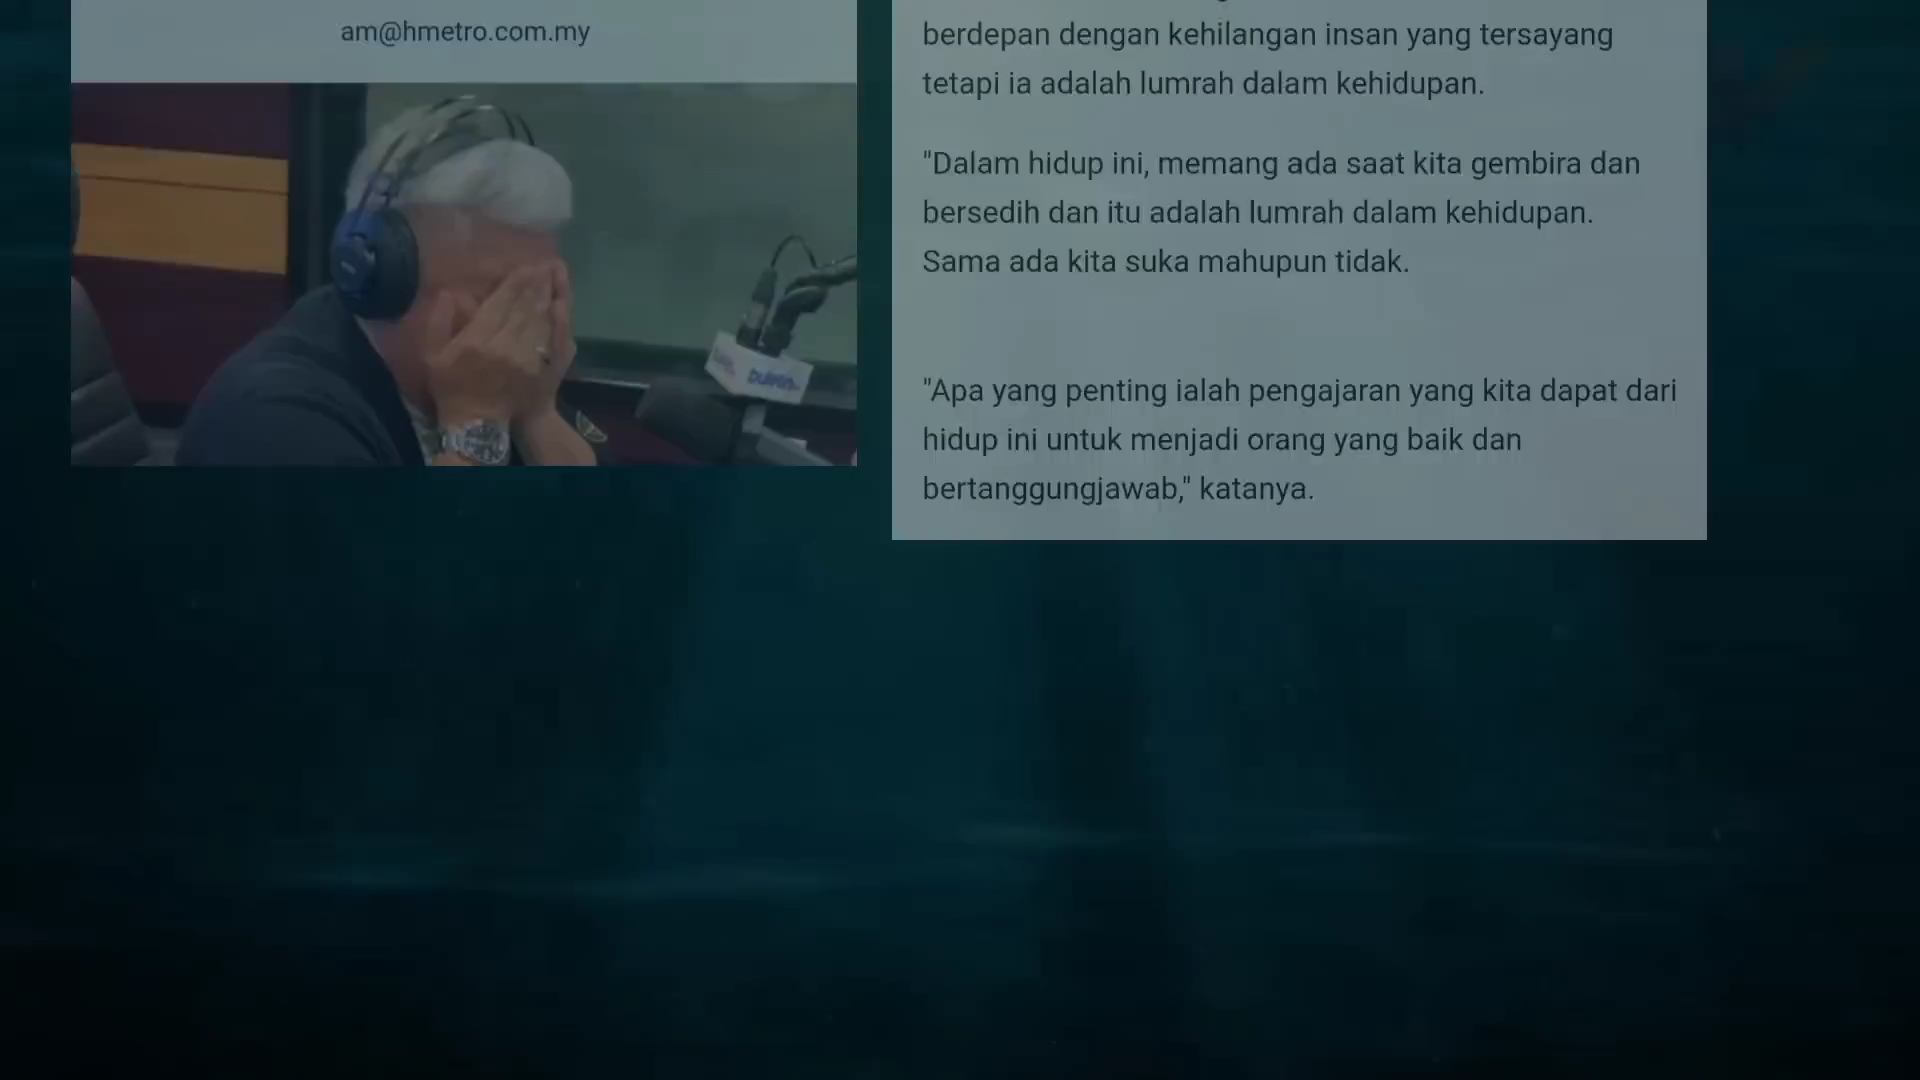 am@hmetro.com.my
berdepan dengan kehilangan insan yang tersayang
tetapi ia adalah lumrah dalam kehidupan.
"Dalam hidup ini, memang ada saat kita gembira dan
bersedih dan itu adalah lumrah dalam kehidupan.
Sama ada kita suka mahupun tidak.
"Apa yang penting ialah pengajaran yang kita dapat dari
hidup ini untuk menjadi orang yang baik dan
bertanggungjawab," katanya.